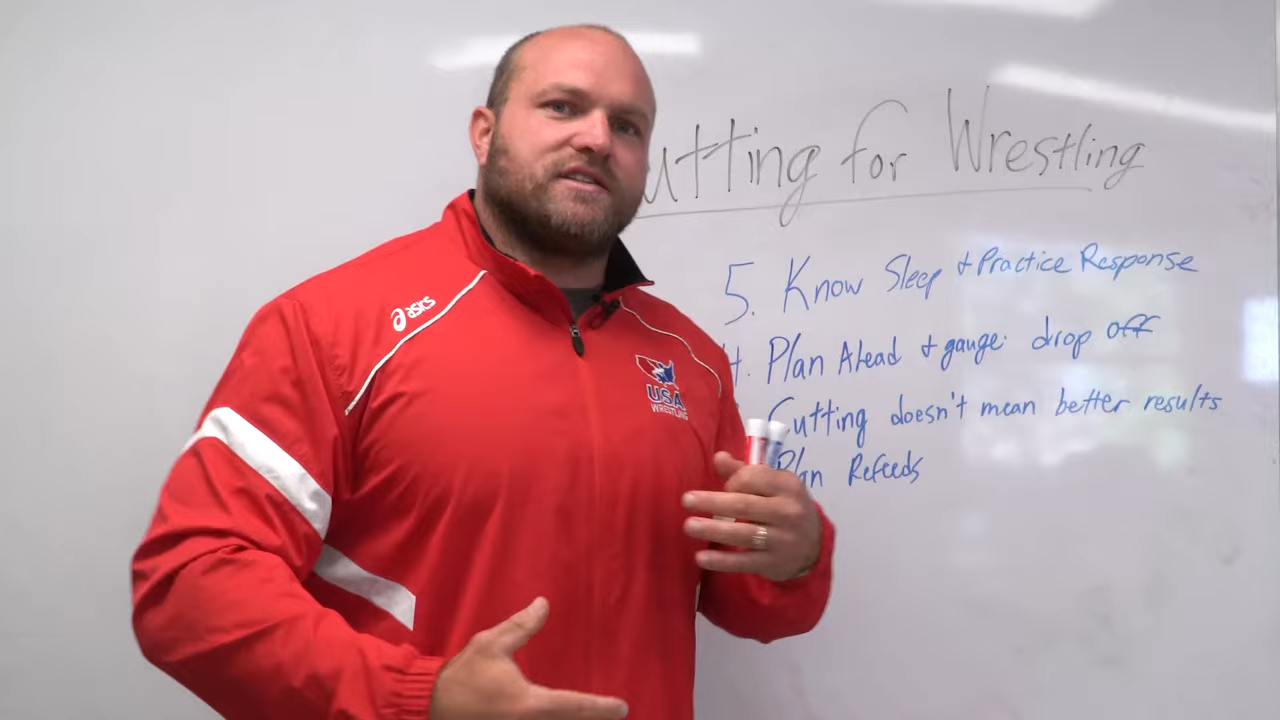 utting for Wrestling
5. Know Sleep + Practice Response
4. Plan Ahead + gauge drop off
Cutting doesn't mean better results
Plan Refeeds
asics
USA
WRESTLING